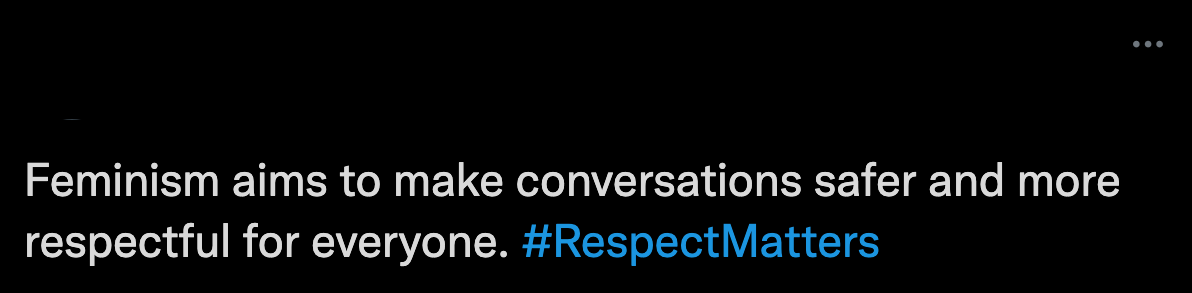 Feminism aims to make conversations safer and more
respectful for everyone. #RespectMatters